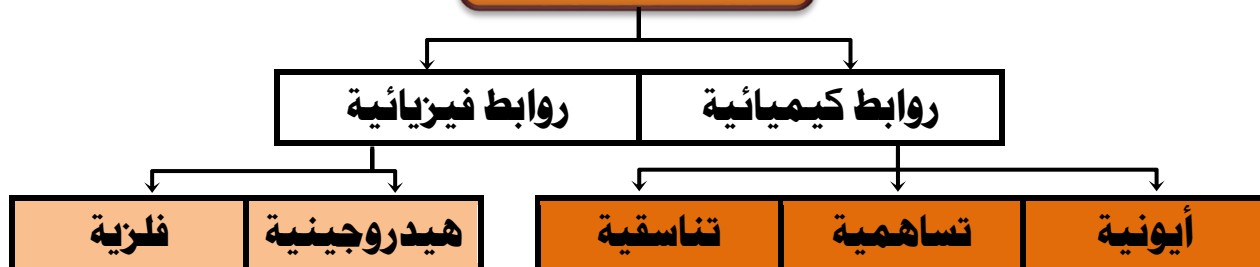 روابط كيميائية
روابط فيزيائية
أيونية
تساهمية
تناسقية
هيدروجينية
فلزية